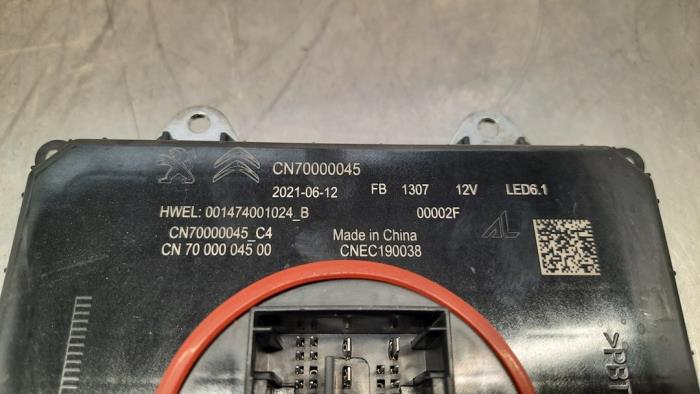 CN70000045
2021-06-12 FB 1307 12V LED6.1
HWEL: 001474001024_B 00002F
CN70000045_C4 Made in China AL
CN 70 000 045 00 CNEC190038